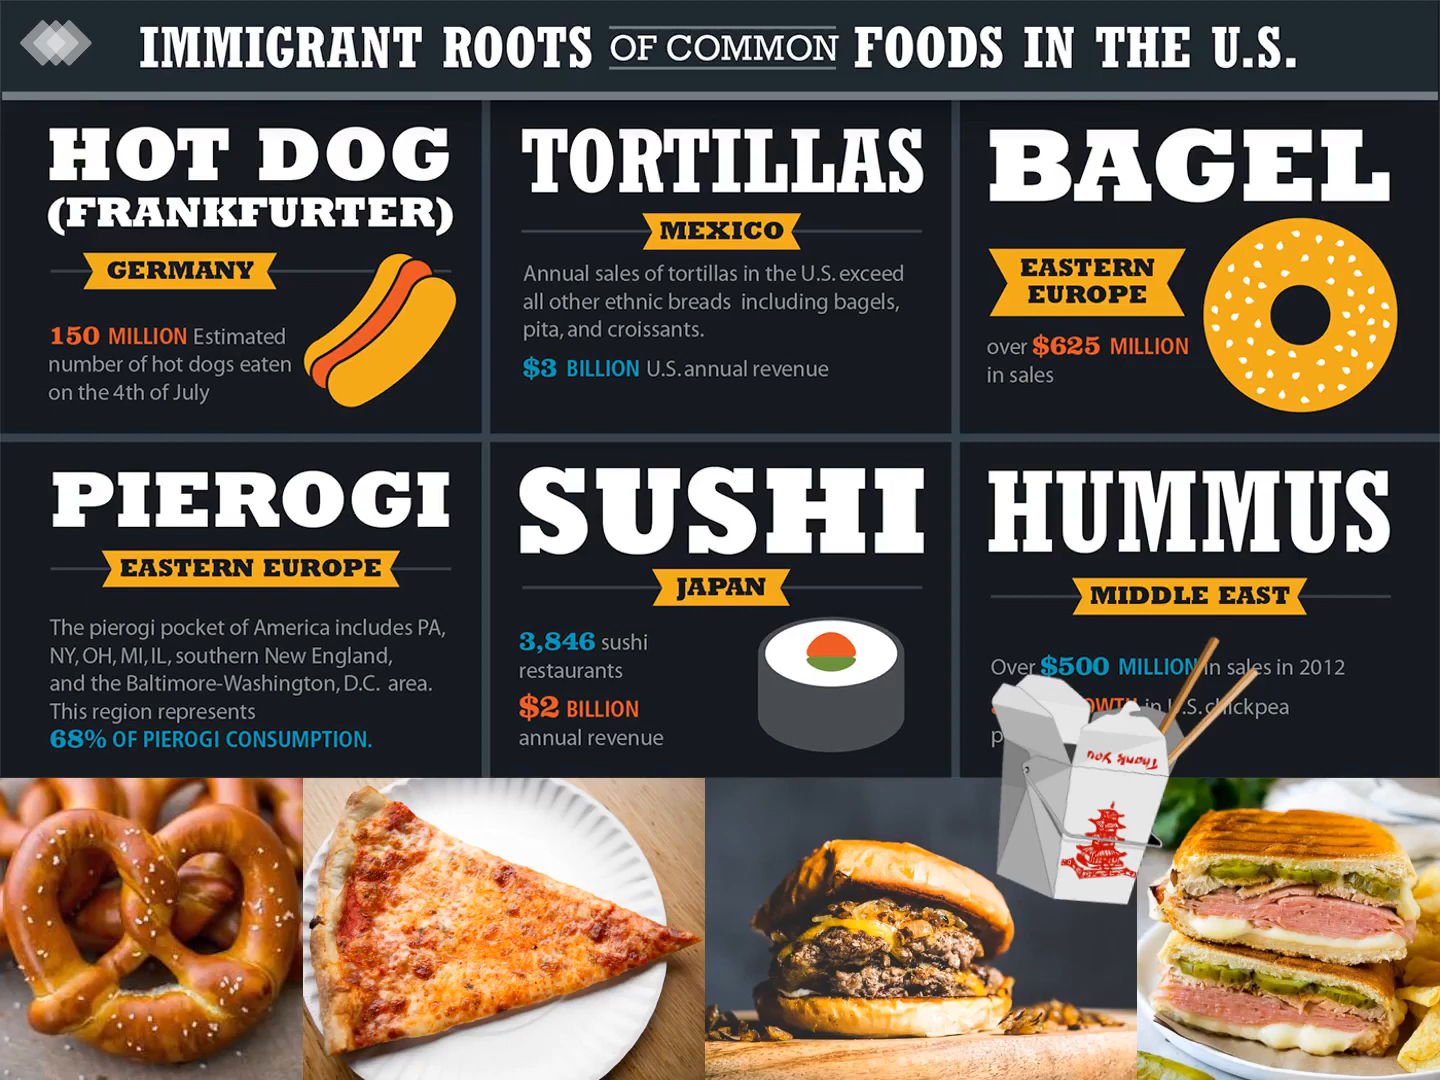 IMMIGRANT ROOTS OF COMMON FOODS IN THE U.S.
HOT DOG
(FRANKFURTER)
GERMANY
150 MILLION Estimated
number of hot dogs eaten
on the 4th of July
TORTILLAS
MEXICO
Annual sales of tortillas in the U.S. exceed
all other ethnic breads including bagels,
pita, and croissants.
$3 BILLION U.S. annual revenue
BAGEL
EASTERN
EUROPE
over $625 MILLION
in sales
PIEROGI
EASTERN EUROPE
The pierogi pocket of America includes PA,
NY, OH, MI, IL, southern New England,
and the Baltimore-Washington, D.C. area.
This region represents
68% OF PIEROGI CONSUMPTION.
SUSHI
JAPAN
3,846 sushi
restaurants
$2 BILLION
annual revenue
HUMMUS
MIDDLE EAST
Over $500 MILLION in sales in 2012
in U.S. chickpea
Thank you